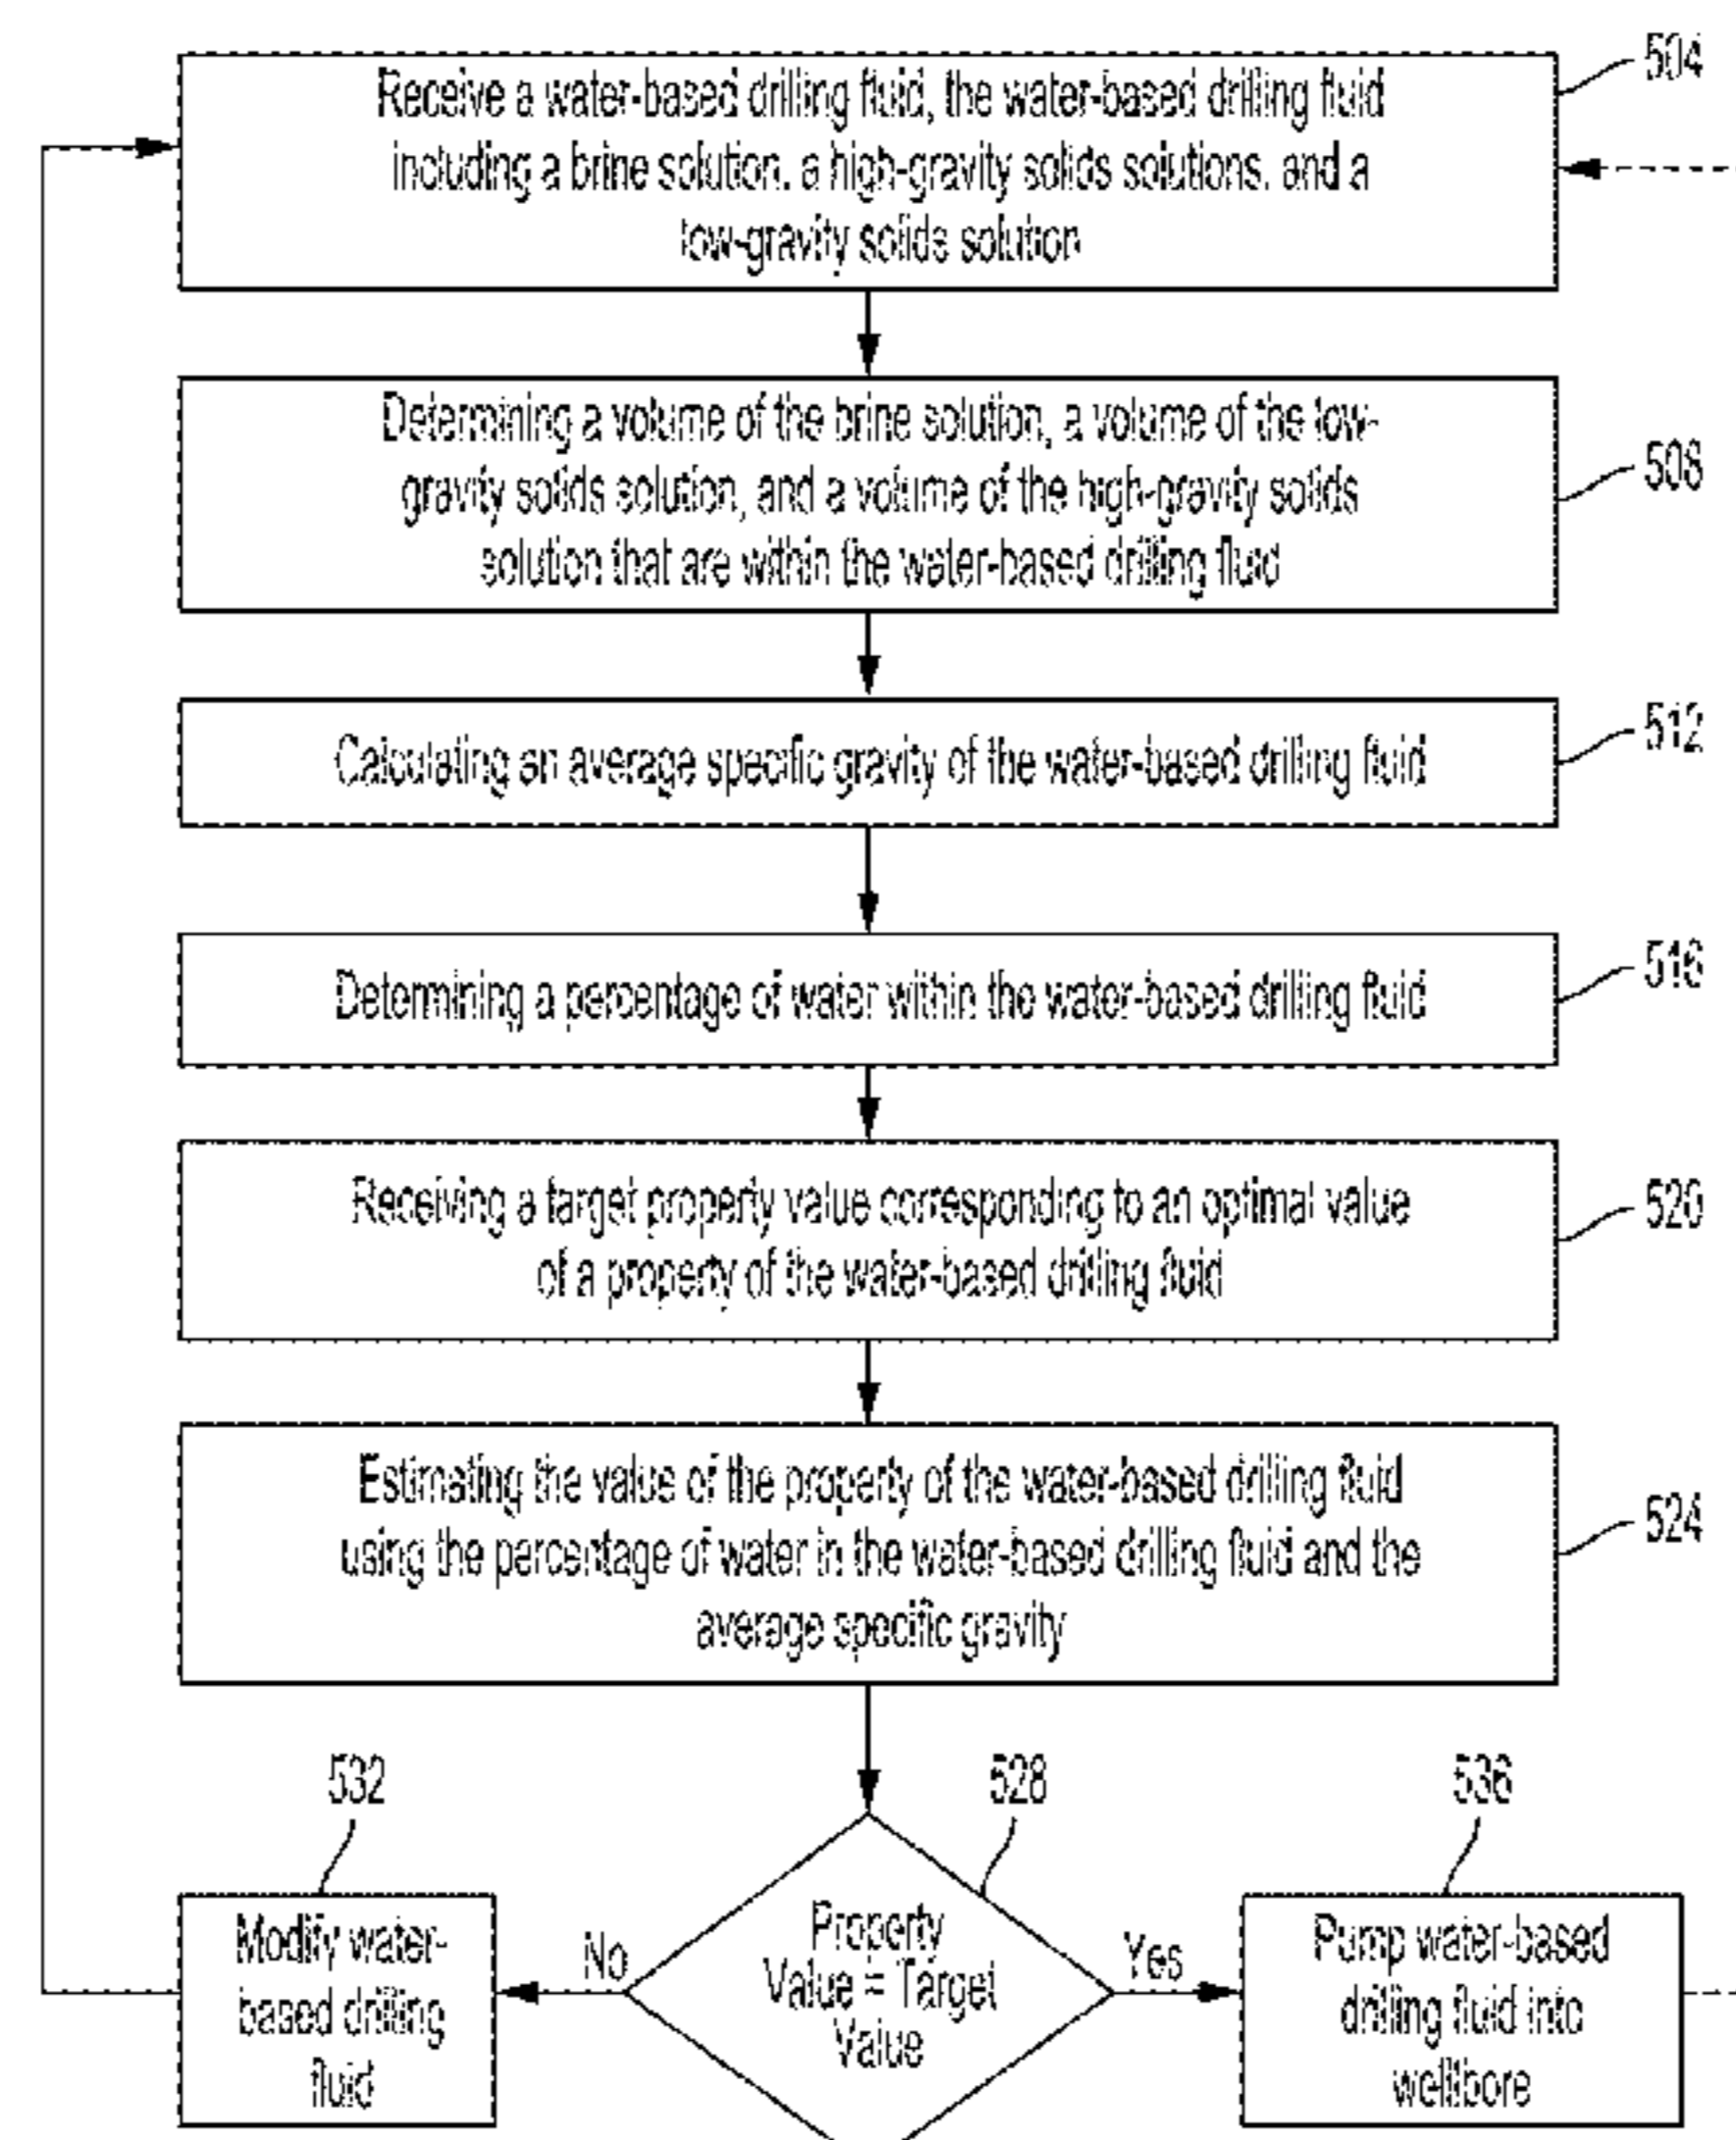 504
Receive a water-based drilling fluid, the water-based drilling fluid
including a brine solution, a high-gravity solids solutions, and a
low-gravity solids solution
508
Determining a volume of the brine solution, a volume of the low-
gravity solids solution, and a volume of the high-gravity solids
solution that are within the water-based drilling fluid
512
Calculating an average specific gravity of the water-based drilling fluid
516
Determining a percentage of water within the water-based drilling fluid
520
Receiving a target property value corresponding to an optimal value
of a property of the water-based drilling fluid
524
Estimating the value of the property of the water-based drilling fluid
using the percentage of water in the water-based drilling fluid and the
average specific gravity
532
528
536
Modify water-
based drilling
fluid
No
Property
Value = Target
Value
Yes
Pump water-based
drilling fluid into
wellbore